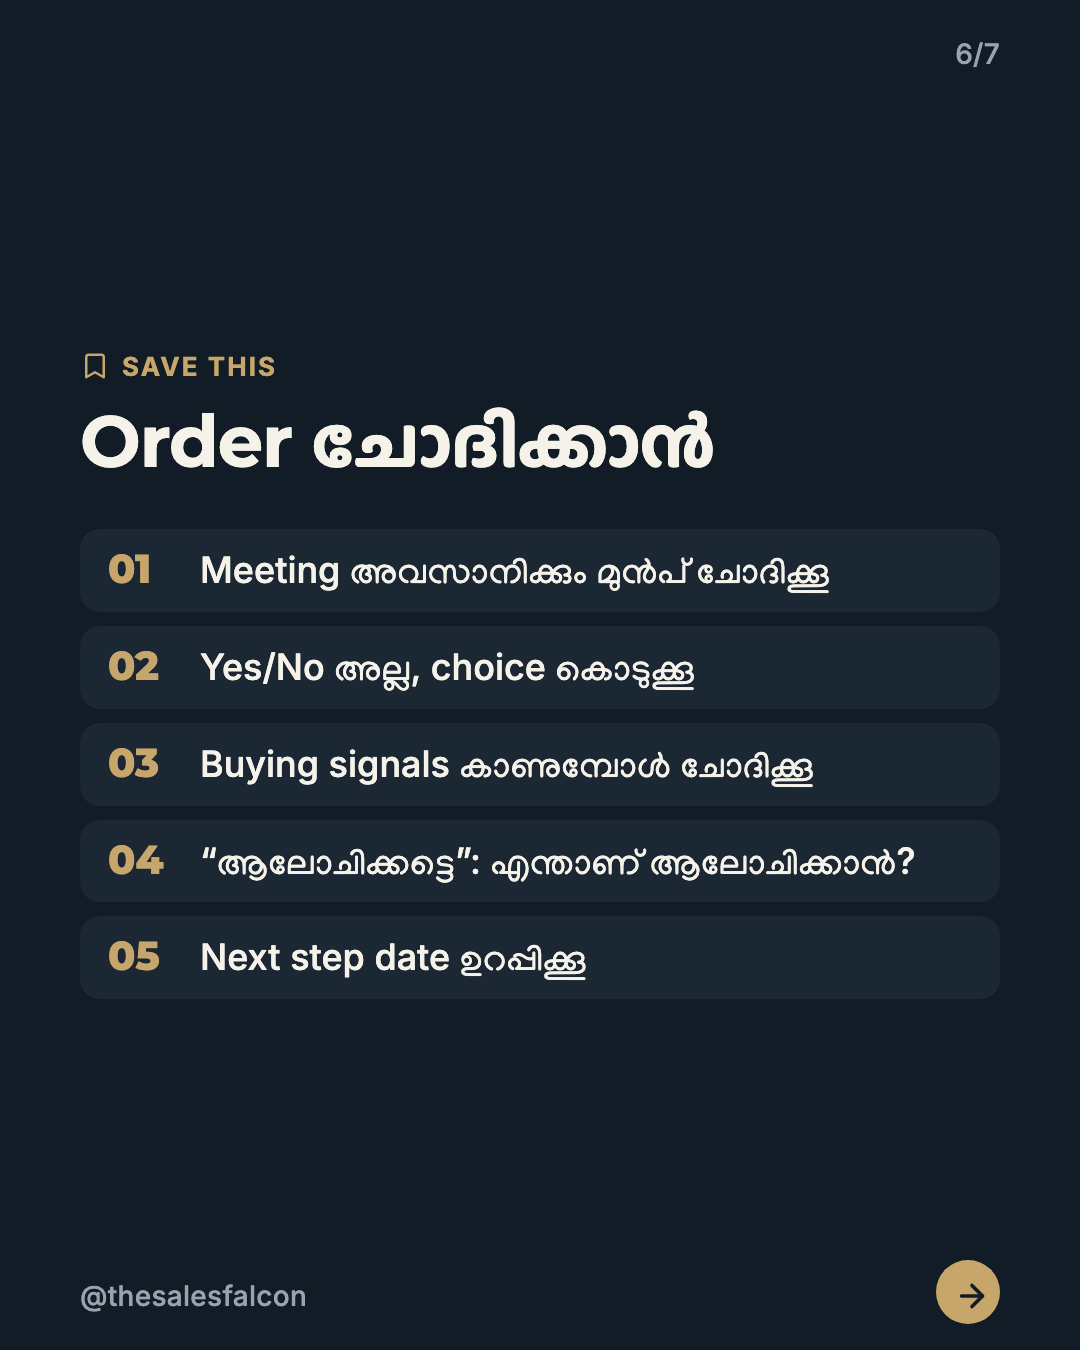 6/7
SAVE THIS
Order ചോദിക്കാൻ
01 Meeting അവസാനിക്കും മുൻപ് ചോദിക്കൂ
02 Yes/No അല്ല, choice കൊടുക്കൂ
03 Buying signals കാണുമ്പോൾ ചോദിക്കൂ
04 “ആലോചിക്കട്ടെ”: എന്താണ് ആലോചിക്കാൻ?
05 Next step date ഉറപ്പിക്കൂ
@thesalesfalcon